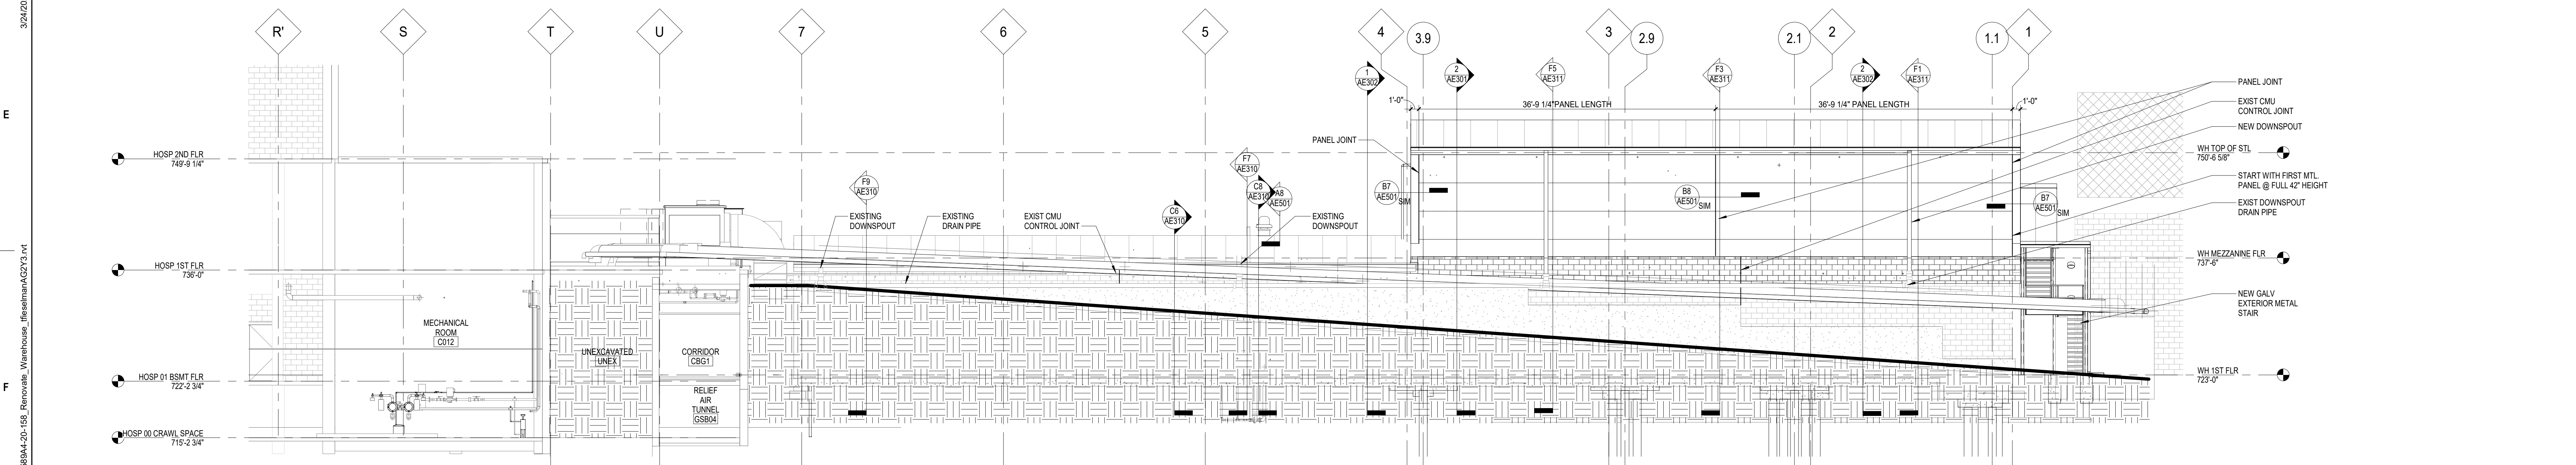 3/24/20
689A4-20-158_Renovate_Warehouse_tfleselmanAG2Y3.rvt
E
F
R'
S
T
U
7
6
5
4
3.9
3
2.9
2.1
2
1.1
1
1
AE302
2
AE301
F5
AE311
F3
AE311
2
AE302
F1
AE311
1'-0"
36'-9 1/4"PANEL LENGTH
36'-9 1/4" PANEL LENGTH
1'-0"
PANEL JOINT
PANEL JOINT
EXIST CMU
CONTROL JOINT
NEW DOWNSPOUT
WH TOP OF STL
750'-6 5/8"
START WITH FIRST MTL.
PANEL @ FULL 42" HEIGHT
EXIST DOWNSPOUT
DRAIN PIPE
WH MEZZANINE FLR
737'-6"
NEW GALV
EXTERIOR METAL
STAIR
WH 1ST FLR
723'-0"
HOSP 2ND FLR
749'-9 1/4"
HOSP 1ST FLR
736'-0"
HOSP 01 BSMT FLR
722'-2 3/4"
HOSP 00 CRAWL SPACE
715'-2 3/4"
F9
AE310
C6
AE310
F7
AE310
C8
AE310
A8
AE501
B7
AE501
SIM
B8
AE501
SIM
B7
AE501
SIM
EXISTING
DOWNSPOUT
EXISTING
DRAIN PIPE
EXIST CMU
CONTROL JOINT
EXISTING
DOWNSPOUT
MECHANICAL
ROOM
C012
UNEXCAVATED
UNEX
CORRIDOR
CBG1
RELIEF
AIR
TUNNEL
GSB04